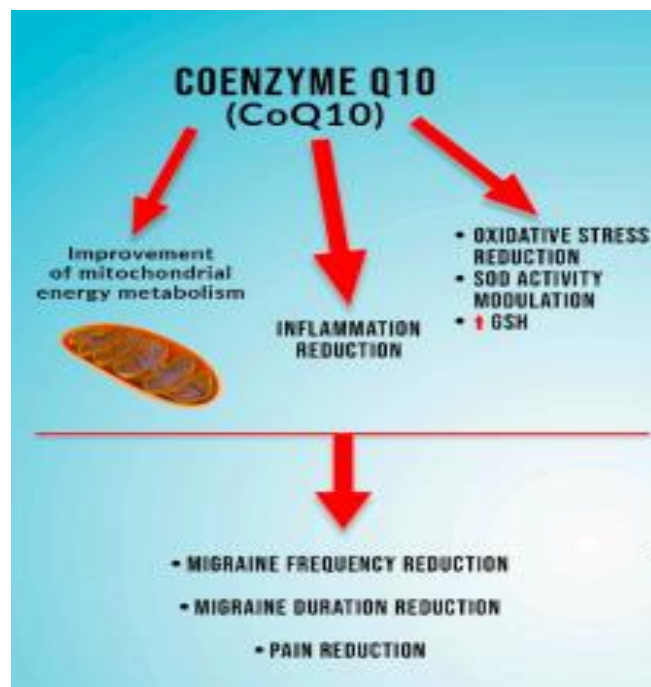 COENZYME Q10
(CoQ10)
Improvement
of mitochondrial
energy metabolism
INFLAMMATION
REDUCTION
• OXIDATIVE STRESS
REDUCTION
• SOD ACTIVITY
MODULATION
• ⬆ GSH
• MIGRAINE FREQUENCY REDUCTION
• MIGRAINE DURATION REDUCTION
• PAIN REDUCTION